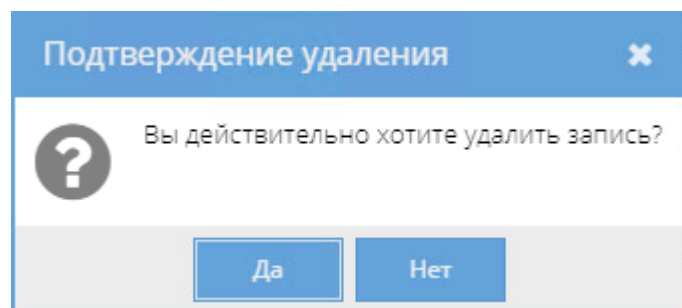 Подтверждение удаления
Вы действительно хотите удалить запись?
Да
Нет